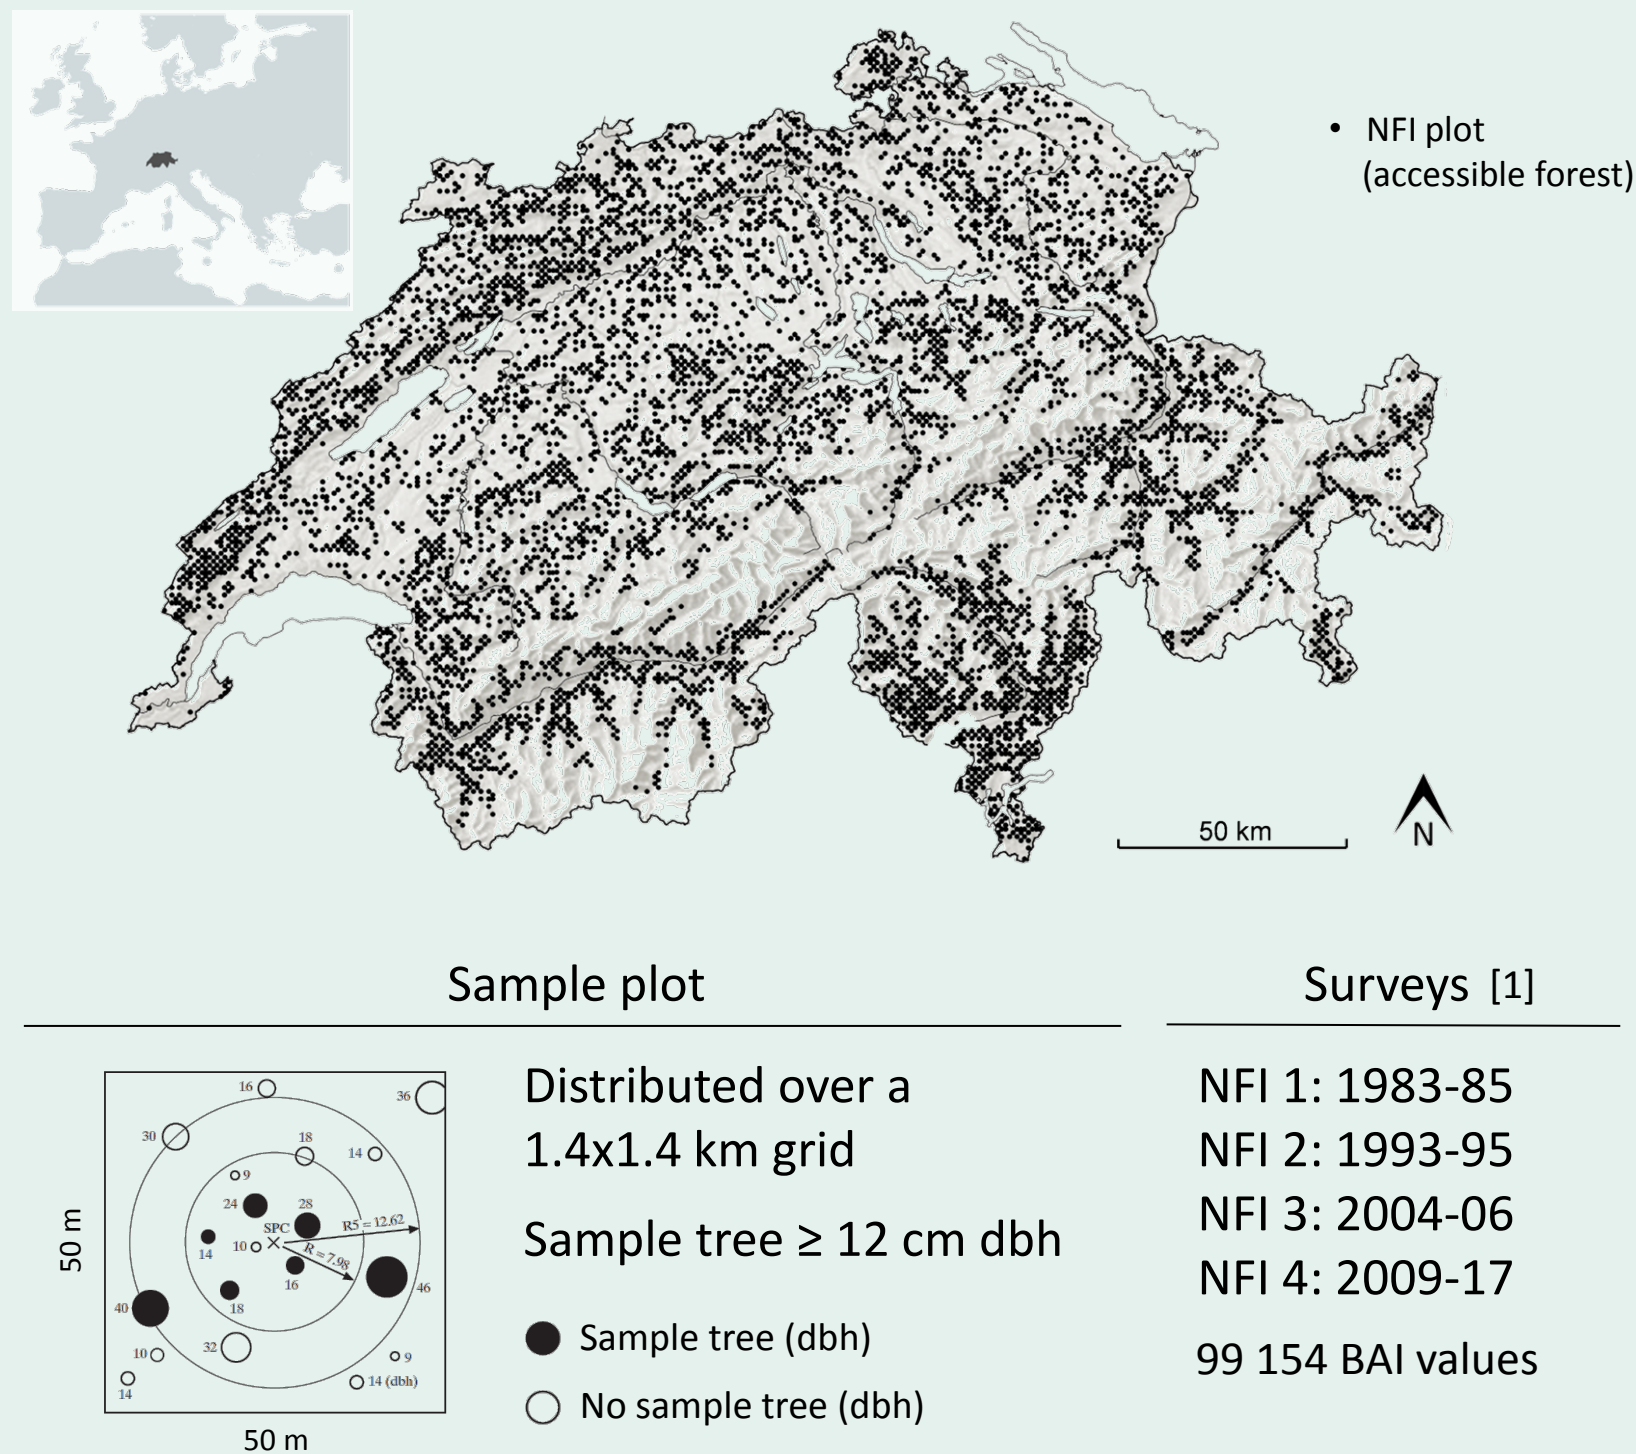 • NFI plot
(accessible forest)
50 km
N
Sample plot
Surveys [1]
16
36
30
18
14
9
24
28
SPC
R5 = 12.62
14
10
R = 7.98
16
46
18
40
32
10
9
14
14 (dbh)
50 m
50 m
Distributed over a
1.4x1.4 km grid
Sample tree ≥ 12 cm dbh
Sample tree (dbh)
No sample tree (dbh)
NFI 1: 1983-85
NFI 2: 1993-95
NFI 3: 2004-06
NFI 4: 2009-17
99 154 BAI values